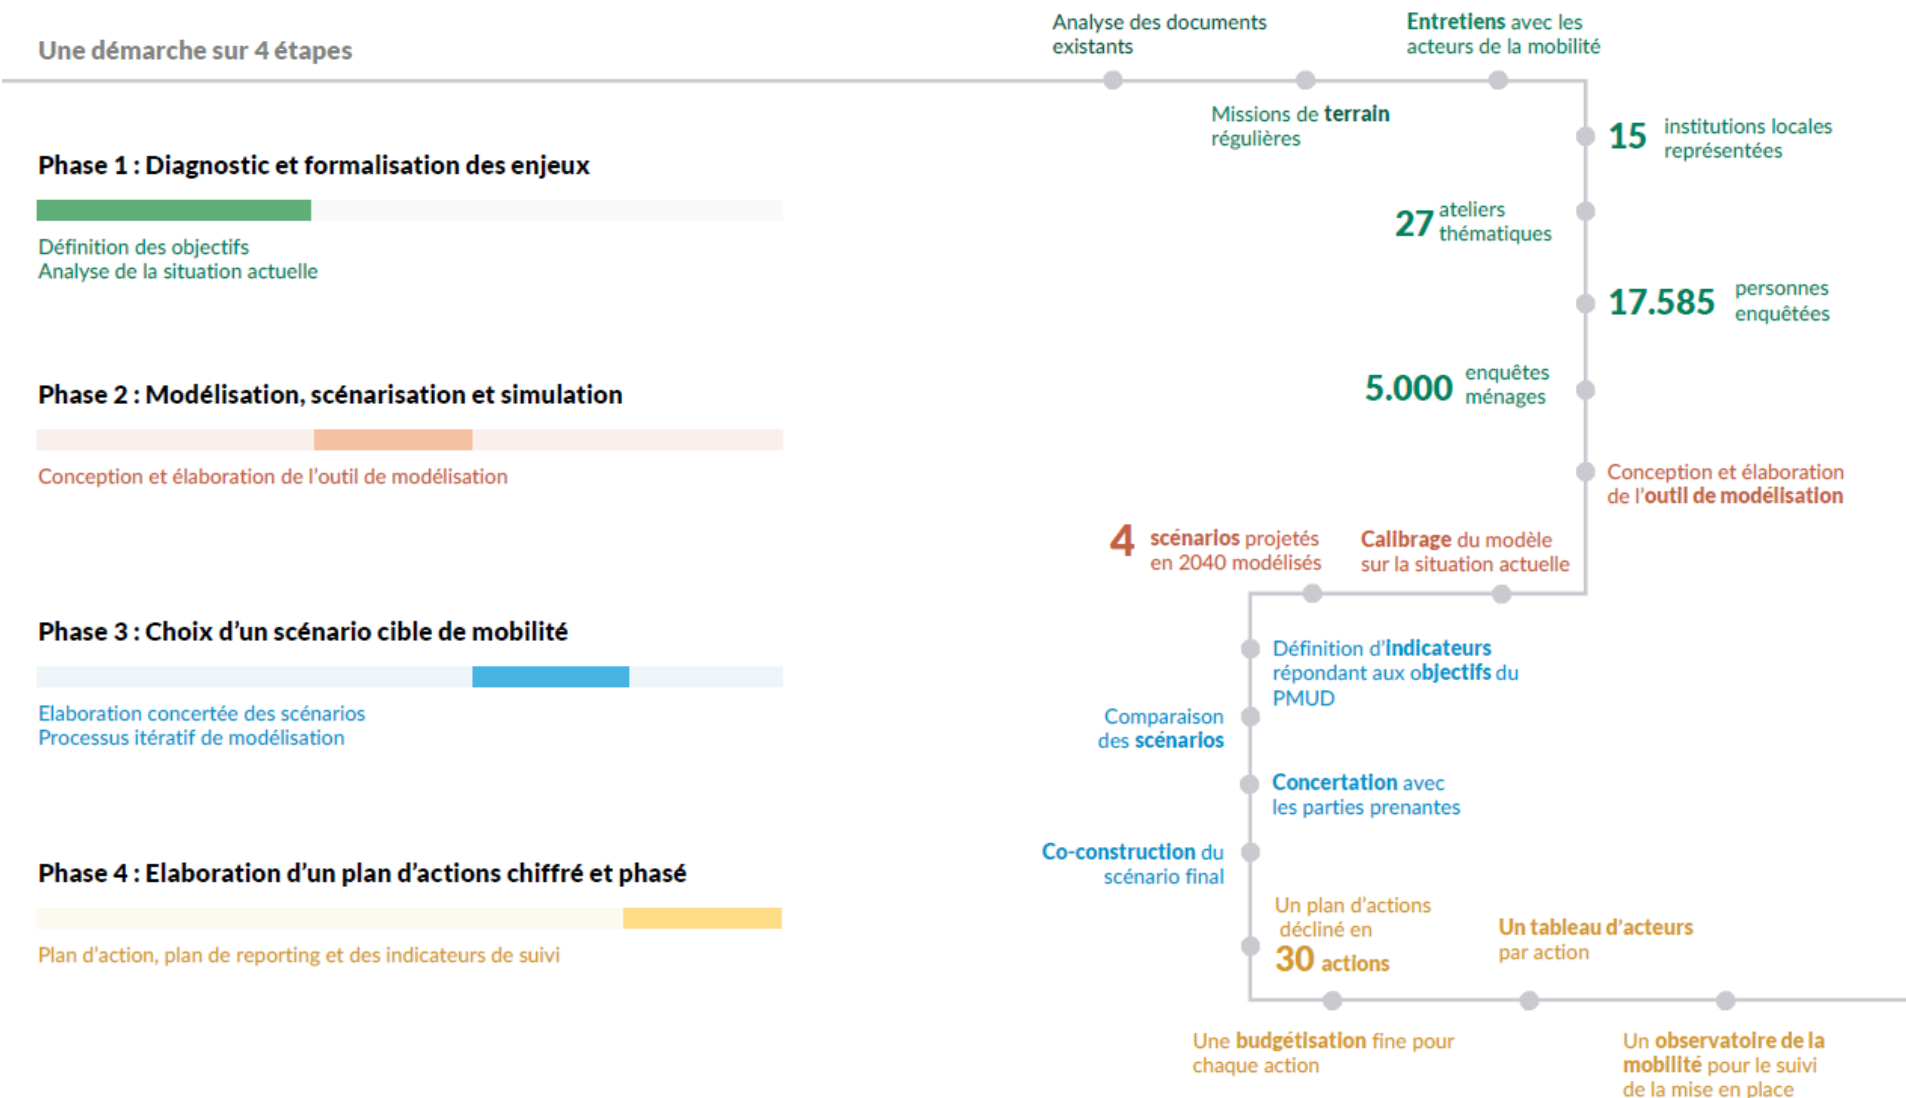 Une démarche sur 4 étapes
Phase 1 : Diagnostic et formalisation des enjeux
Définition des objectifs
Analyse de la situation actuelle
Phase 2 : Modélisation, scénarisation et simulation
Conception et élaboration de l'outil de modélisation
Phase 3 : Choix d'un scénario cible de mobilité
Elaboration concertée des scénarios
Processus itératif de modélisation
Phase 4 : Elaboration d'un plan d'actions chiffré et phasé
Plan d'action, plan de reporting et des indicateurs de suivi
Analyse des documents
existants
Missions de terrain
régulières
Entretiens avec les
acteurs de la mobilité
15 institutions locales
représentées
27 ateliers
thématiques
17.585 personnes
enquêtées
5.000 enquêtes
ménages
Conception et élaboration
de l'outil de modélisation
Calibrage du modèle
sur la situation actuelle
4 scénarios projetés
en 2040 modélisés
Définition d'indicateurs
répondant aux objectifs du
PMUD
Comparaison
des scénarios
Concertation avec
les parties prenantes
Co-construction du
scénario final
Un plan d'actions
décliné en
30 actions
Une budgétisation fine pour
chaque action
Un tableau d'acteurs
par action
Un observatoire de la
mobilité pour le suivi
de la mise en place